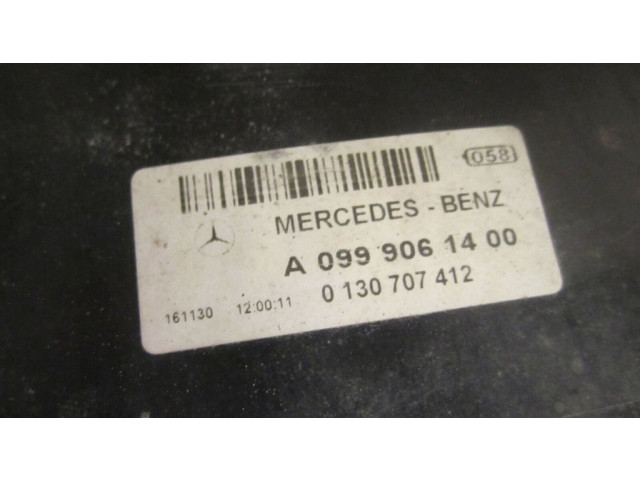 058
MERCEDES - BENZ
A 099 906 14 00
161130 12:00:11 0 130 707 412